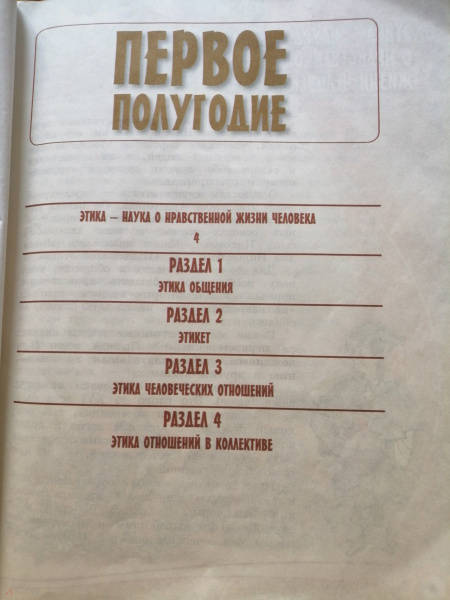 ПЕРВОЕ
ПОЛУГОДИЕ
ЭТИКА – НАУКА О НРАВСТВЕННОЙ ЖИЗНИ ЧЕЛОВЕКА
4
РАЗДЕЛ 1
ЭТИКА ОБЩЕНИЯ
РАЗДЕЛ 2
ЭТИКЕТ
РАЗДЕЛ 3
ЭТИКА ЧЕЛОВЕЧЕСКИХ ОТНОШЕНИЙ
РАЗДЕЛ 4
ЭТИКА ОТНОШЕНИЙ В КОЛЛЕКТИВЕ